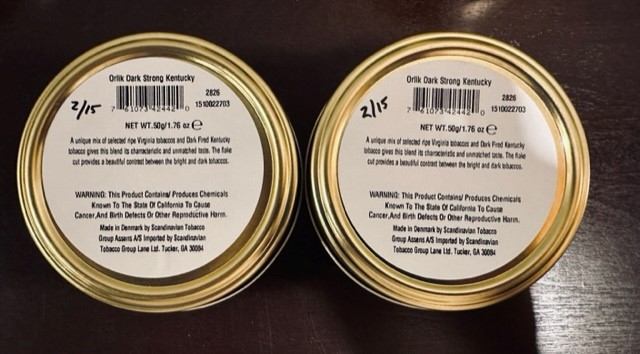 Orlik Dark Strong Kentucky
2826
2/15
7 61073 42442 0
1510022703
NET WT.50g/1.76 oz ℮
A unique mix of selected ripe Virginia tobaccos and Dark Fired Kentucky
tobacco gives this blend its characteristic and unmatched taste. The flake
cut provides a beautiful contrast between the bright and dark tobaccos.
WARNING: This Product Contains/ Produces Chemicals
Known To The State Of California To Cause
Cancer,And Birth Defects Or Other Reproductive Harm.
Made in Denmark by Scandinavian Tobacco
Group Assens A/S Imported by Scandinavian
Tobacco Group Lane Ltd. Tucker, GA 30084
Orlik Dark Strong Kentucky
2826
2/15
7 61073 42442 0
1510022703
NET WT.50g/1.76 oz ℮
A unique mix of selected ripe Virginia tobaccos and Dark Fired Kentucky
tobacco gives this blend its characteristic and unmatched taste. The flake
cut provides a beautiful contrast between the bright and dark tobaccos.
WARNING: This Product Contains/ Produces Chemicals
Known To The State Of California To Cause
Cancer,And Birth Defects Or Other Reproductive Harm.
Made in Denmark by Scandinavian Tobacco
Group Assens A/S Imported by Scandinavian
Tobacco Group Lane Ltd. Tucker, GA 30084